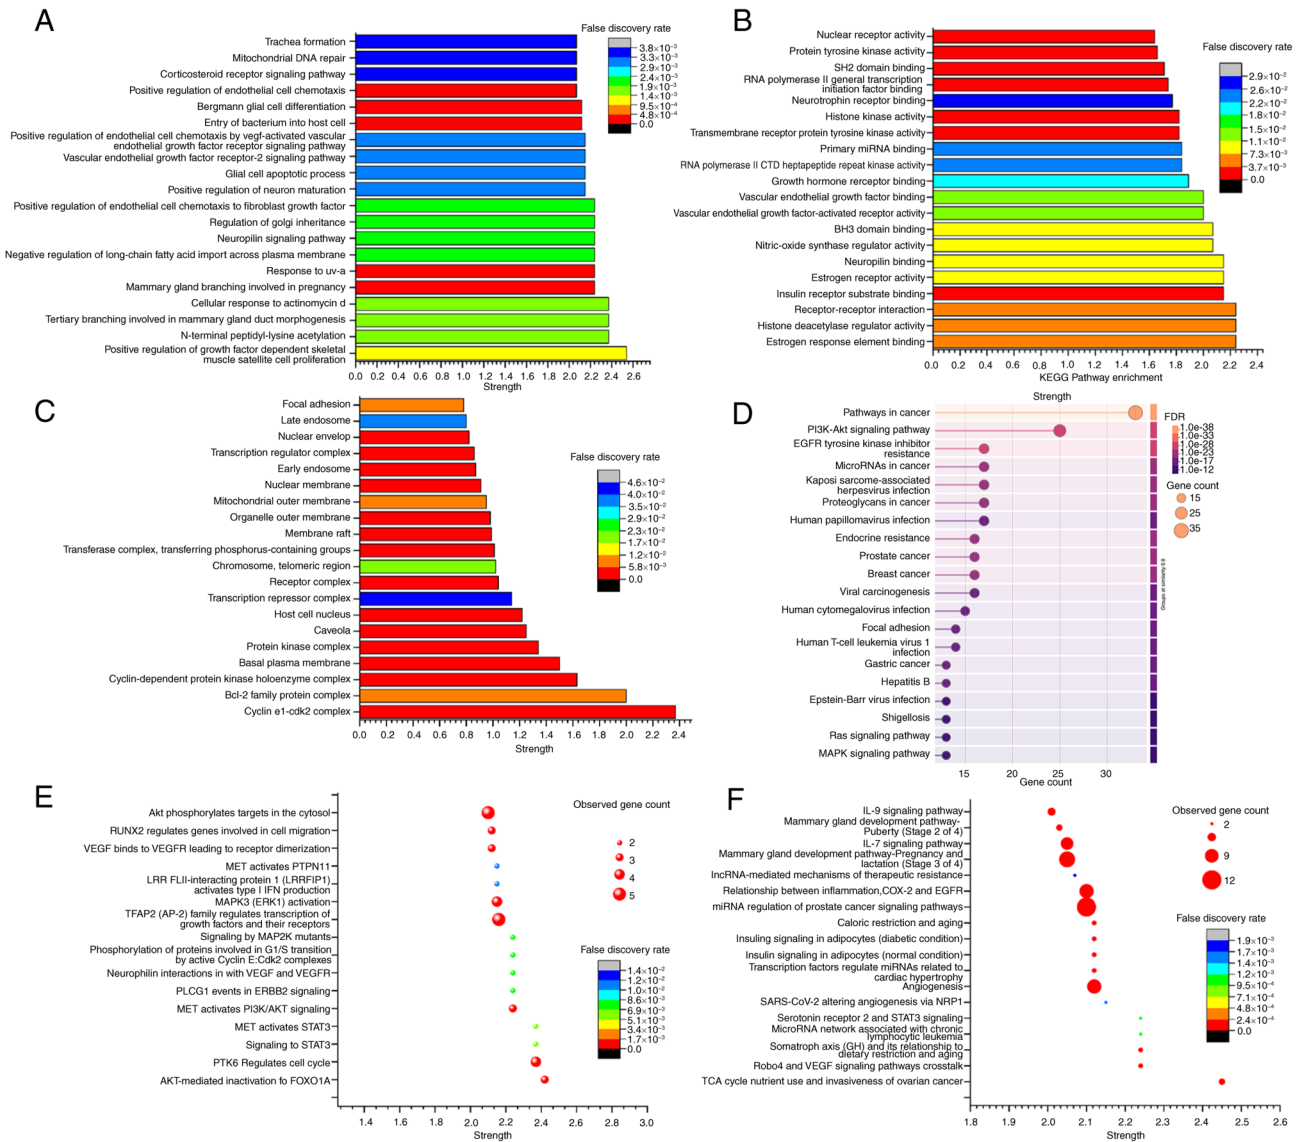 A
False discovery rate
Trachea formation
Mitochondrial DNA repair
Corticosteroid receptor signaling pathway
Positive regulation of endothelial cell chemotaxis
Bergmann glial cell differentiation
Entry of bacterium into host cell
Positive regulation of endothelial cell chemotaxis by vegf-activated vascular
endothelial growth factor receptor signaling pathway
Vascular endothelial growth factor receptor-2 signaling pathway
Glial cell apoptotic process
Positive regulation of neuron maturation
Positive regulation of endothelial cell chemotaxis to fibroblast growth factor
Regulation of golgi inheritance
Neuropilin signaling pathway
Negative regulation of long-chain fatty acid import across plasma membrane
Response to uv-a
Mammary gland branching involved in pregnancy
Cellular response to actinomycin d
Tertiary branching involved in mammary gland duct morphogenesis
N-terminal peptidyl-lysine acetylation
Positive regulation of growth factor dependent skeletal
muscle satellite cell proliferation
3.8×10⁻³
3.3×10⁻³
2.9×10⁻³
2.4×10⁻³
1.9×10⁻³
1.4×10⁻³
9.5×10⁻⁴
4.8×10⁻⁴
0.0
0.0 0.2 0.4 0.6 0.8 1.0 1.2 1.4 1.6 1.8 2.0 2.2 2.4 2.6
Strength
B
False discovery rate
Nuclear receptor activity
Protein tyrosine kinase activity
SH2 domain binding
RNA polymerase II general transcription
initiation factor binding
Neurotrophin receptor binding
Histone kinase activity
Transmembrane receptor protein tyrosine kinase activity
Primary miRNA binding
RNA polymerase II CTD heptapeptide repeat kinase activity
Growth hormone rerceptor binding
Vascular endothelial growth factor binding
Vascular endothelial growth factor-activated receptor activity
BH3 domain binding
Nitric-oxide synthase regulator activity
Neuropilin binding
Estrogen receptor activity
Insulin receptor substrate binding
Receptor-receptor interaction
Histone deacetylase regulator activity
Estrogen response element binding
2.9×10⁻²
2.6×10⁻²
2.2×10⁻²
1.8×10⁻²
1.5×10⁻²
1.1×10⁻²
7.3×10⁻³
3.7×10⁻³
0.0
0.0 0.2 0.4 0.6 0.8 1.0 1.2 1.4 1.6 1.8 2.0 2.2 2.4
KEGG Pathway enrichment
Strength
C
False discovery rate
Focal adhesion
Late endosome
Nuclear envelop
Transcription regulator complex
Early endosome
Nuclear membrane
Mitochondrial outer membrane
Organelle outer membrane
Membrane raft
Transferase complex, transferring phosphorus-containing groups
Chromosome, telomeric region
Receptor complex
Transcription repressor complex
Host cell nucleus
Caveola
Protein kinase complex
Basal plasma membrane
Cyclin-dependent protein kinase holoenzyme complex
Bcl-2 family protein complex
Cyclin e1-cdk2 complex
4.6×10⁻²
4.0×10⁻²
3.5×10⁻²
2.9×10⁻²
2.3×10⁻²
1.7×10⁻²
1.2×10⁻²
5.8×10⁻³
0.0
0.0 0.2 0.4 0.6 0.8 1.0 1.2 1.4 1.6 1.8 2.0 2.2 2.4
Strength
D
Pathways in cancer
PI3K-Akt signaling pathway
EGFR tyrosine kinase inhibitor
resistance
MicroRNAs in cancer
Kaposi sarcome-associated
herpesvirus infection
Proteoglycans in cancer
Human papillomavirus infection
Endocrine resistance
Prostate cancer
Breast cancer
Viral carcinogenesis
Human cytomegalovirus infection
Focal adhesion
Human T-cell leukemia virus 1
infection
Gastric cancer
Hepatitis B
Epstein-Barr virus infection
Shigellosis
Ras signaling pathway
MAPK signaling pathway
15 20 25 30
Gene count
Groups at similarity 0.8
FDR
1.0e-38
1.0e-33
1.0e-28
1.0e-23
1.0e-17
1.0e-12
Gene count
15
25
35
E
Observed gene count
Akt phosphorylates targets in the cytosol
RUNX2 regulates genes involved in cell migration
VEGF binds to VEGFR leading to receptor dimerization
MET activates PTPN11
LRR FLII-interacting protein 1 (LRRFIP1)
activates type I IFN production
MAPK3 (ERK1) activation
TFAP2 (AP-2) family regulates transcription of
growth factors and their receptors
Signaling by MAP2K mutants
Phosphorylation of proteins involved in G1/S transition
by active Cyclin E:Cdk2 complexes
Neurophilin interactions in with VEGF and VEGFR
PLCG1 events in ERBB2 signaling
MET activates PI3K/AKT signaling
MET activates STAT3
Signaling to STAT3
PTK6 Regulates cell cycle
AKT-mediated inactivation fo FOXO1A
2
3
4
5
False discovery rate
1.4×10⁻²
1.2×10⁻²
1.0×10⁻²
8.6×10⁻³
6.9×10⁻³
5.1×10⁻³
3.4×10⁻³
1.7×10⁻³
0.0
1.4 1.6 1.8 2.0 2.2 2.4 2.6 2.8 3.0
Strength
F
Observed gene count
IL-9 signaling pathway
Mammary gland development pathway-
Puberty (Stage 2 of 4)
IL-7 signaling pathway
Mammary gland development pathway-Pregnancy and
lactation (Stage 3 of 4)
lncRNA-mediated mechanisms of therapeutic resistance
Relationship between inflammation,COX-2 and EGFR
miRNA regulation of prostate cancer signaling pathways
Caloric restriction and aging
Insuling signaling in adipocytes (diabetic condition)
Insulin signaling in adipocytes (normal condition)
Transcription factors regulate miRNAs related to
cardiac hypertrophy
Angiogenesis
SARS-CoV-2 altering angiogenesis via NRP1
Serotonin receptor 2 and STAT3 signaling
MicroRNA network associated with chronic
lymphocytic leukemia
Somatroph axis (GH) and its relationship to
dietary restriction and aging
Robo4 and VEGF signaling pathways crosstalk
TCA cycle nutrient use and invasiveness of ovarian cancer
2
9
12
False discovery rate
1.9×10⁻³
1.7×10⁻³
1.4×10⁻³
1.2×10⁻³
9.5×10⁻⁴
7.1×10⁻⁴
4.8×10⁻⁴
2.4×10⁻⁴
0.0
1.8 1.9 2.0 2.1 2.2 2.3 2.4 2.5 2.6
Strength